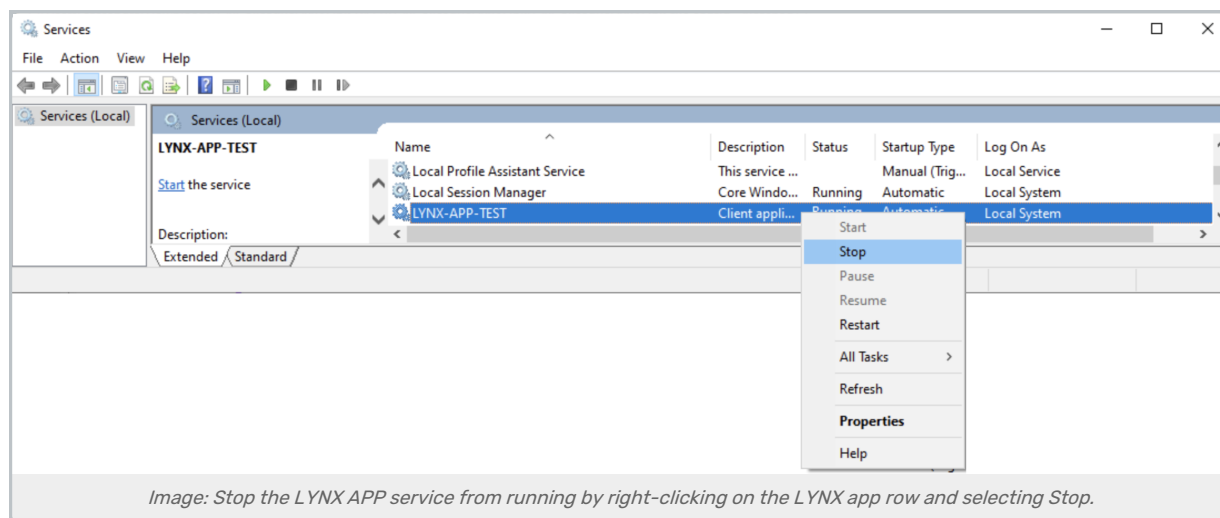 Services
File Action View Help
Services (Local)
Services (Local)
LYNX-APP-TEST
Start the service
Description:
Name Description Status Startup Type Log On As
Local Profile Assistant Service This service ... Manual (Trig... Local Service
Local Session Manager Core Windo... Running Automatic Local System
LYNX-APP-TEST Client appli... Running Automatic Local System
Extended Standard
Start
Stop
Pause
Resume
Restart
All Tasks
Refresh
Properties
Help
Image: Stop the LYNX APP service from running by right-clicking on the LYNX app row and selecting Stop.